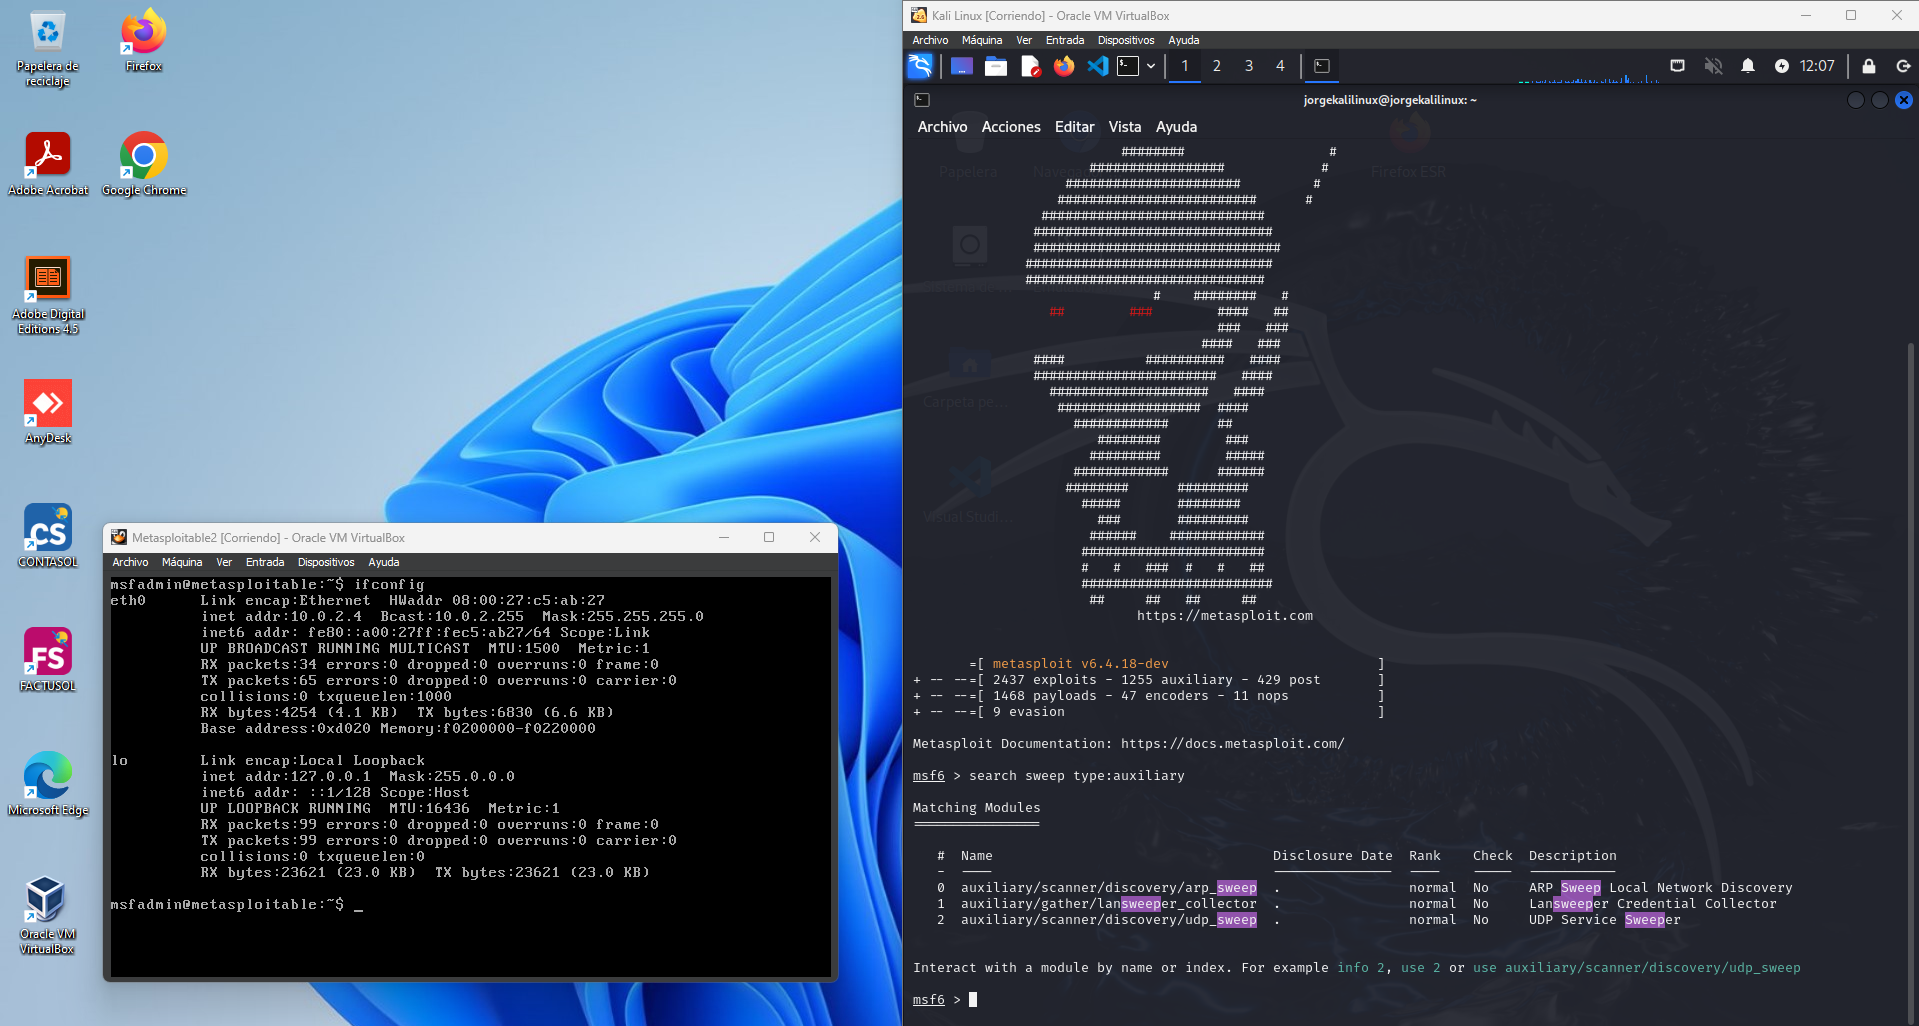 Papelera de
reciclaje
Firefox
Adobe Acrobat
Google Chrome
Adobe Digital
Editions 4.5
AnyDesk
CS
CONTASOL
FS
FACTUSOL
Microsoft Edge
Oracle VM
VirtualBox
Metasploitable2 [Corriendo] - Oracle VM VirtualBox
Archivo Máquina Ver Entrada Dispositivos Ayuda
msfadmin@metasploitable:~$ ifconfig
eth0 Link encap:Ethernet HWaddr 08:00:27:c5:ab:27
inet addr:10.0.2.4 Bcast:10.0.2.255 Mask:255.255.255.0
inet6 addr: fe80::a00:27ff:fec5:ab27/64 Scope:Link
UP BROADCAST RUNNING MULTICAST MTU:1500 Metric:1
RX packets:34 errors:0 dropped:0 overruns:0 frame:0
TX packets:65 errors:0 dropped:0 overruns:0 carrier:0
collisions:0 txqueuelen:1000
RX bytes:4254 (4.1 KB) TX bytes:6830 (6.6 KB)
Base address:0xd020 Memory:f0200000-f0220000
lo Link encap:Local Loopback
inet addr:127.0.0.1 Mask:255.0.0.0
inet6 addr: ::1/128 Scope:Host
UP LOOPBACK RUNNING MTU:16436 Metric:1
RX packets:99 errors:0 dropped:0 overruns:0 frame:0
TX packets:99 errors:0 dropped:0 overruns:0 carrier:0
collisions:0 txqueuelen:0
RX bytes:23621 (23.0 KB) TX bytes:23621 (23.0 KB)
msfadmin@metasploitable:~$ _
Kali Linux [Corriendo] - Oracle VM VirtualBox
Archivo Máquina Ver Entrada Dispositivos Ayuda
1 2 3 4 12:07
jorgekalilinux@jorgekalilinux: ~
Archivo Acciones Editar Vista Ayuda
Papelera Firefox ESR
Carpeta pe...
Visual Studi...
https://metasploit.com
=[ metasploit v6.4.18-dev ]
+ -- --=[ 2437 exploits - 1255 auxiliary - 429 post ]
+ -- --=[ 1468 payloads - 47 encoders - 11 nops ]
+ -- --=[ 9 evasion ]
Metasploit Documentation: https://docs.metasploit.com/
msf6 > search sweep type:auxiliary
Matching Modules
================
# Name Disclosure Date Rank Check Description
- ---- --------------- ---- ----- -----------
0 auxiliary/scanner/discovery/arp_sweep . normal No ARP Sweep Local Network Discovery
1 auxiliary/gather/lansweeper_collector . normal No Lansweeper Credential Collector
2 auxiliary/scanner/discovery/udp_sweep . normal No UDP Service Sweeper
Interact with a module by name or index. For example info 2, use 2 or use auxiliary/scanner/discovery/udp_sweep
msf6 >